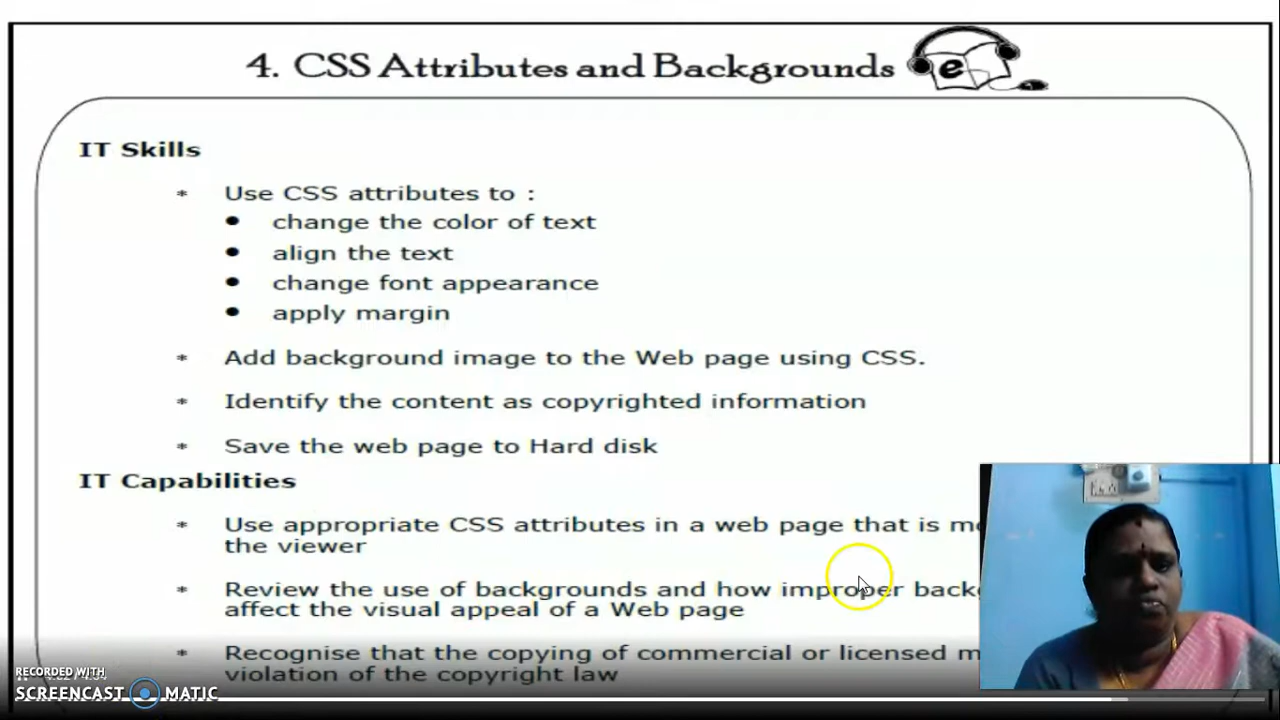 4. CSS Attributes and Backgrounds
e
IT Skills
* Use CSS attributes to :
● change the color of text
● align the text
● change font appearance
● apply margin
* Add background image to the Web page using CSS.
* Identify the content as copyrighted information
* Save the web page to Hard disk
IT Capabilities
* Use appropriate CSS attributes in a web page that is
the viewer
* Review the use of backgrounds and how improper
affect the visual appeal of a Web page
* Recognise that the copying of commercial or licensed
violation of the copyright law
RECORDED WITH
SCREENCAST MATIC